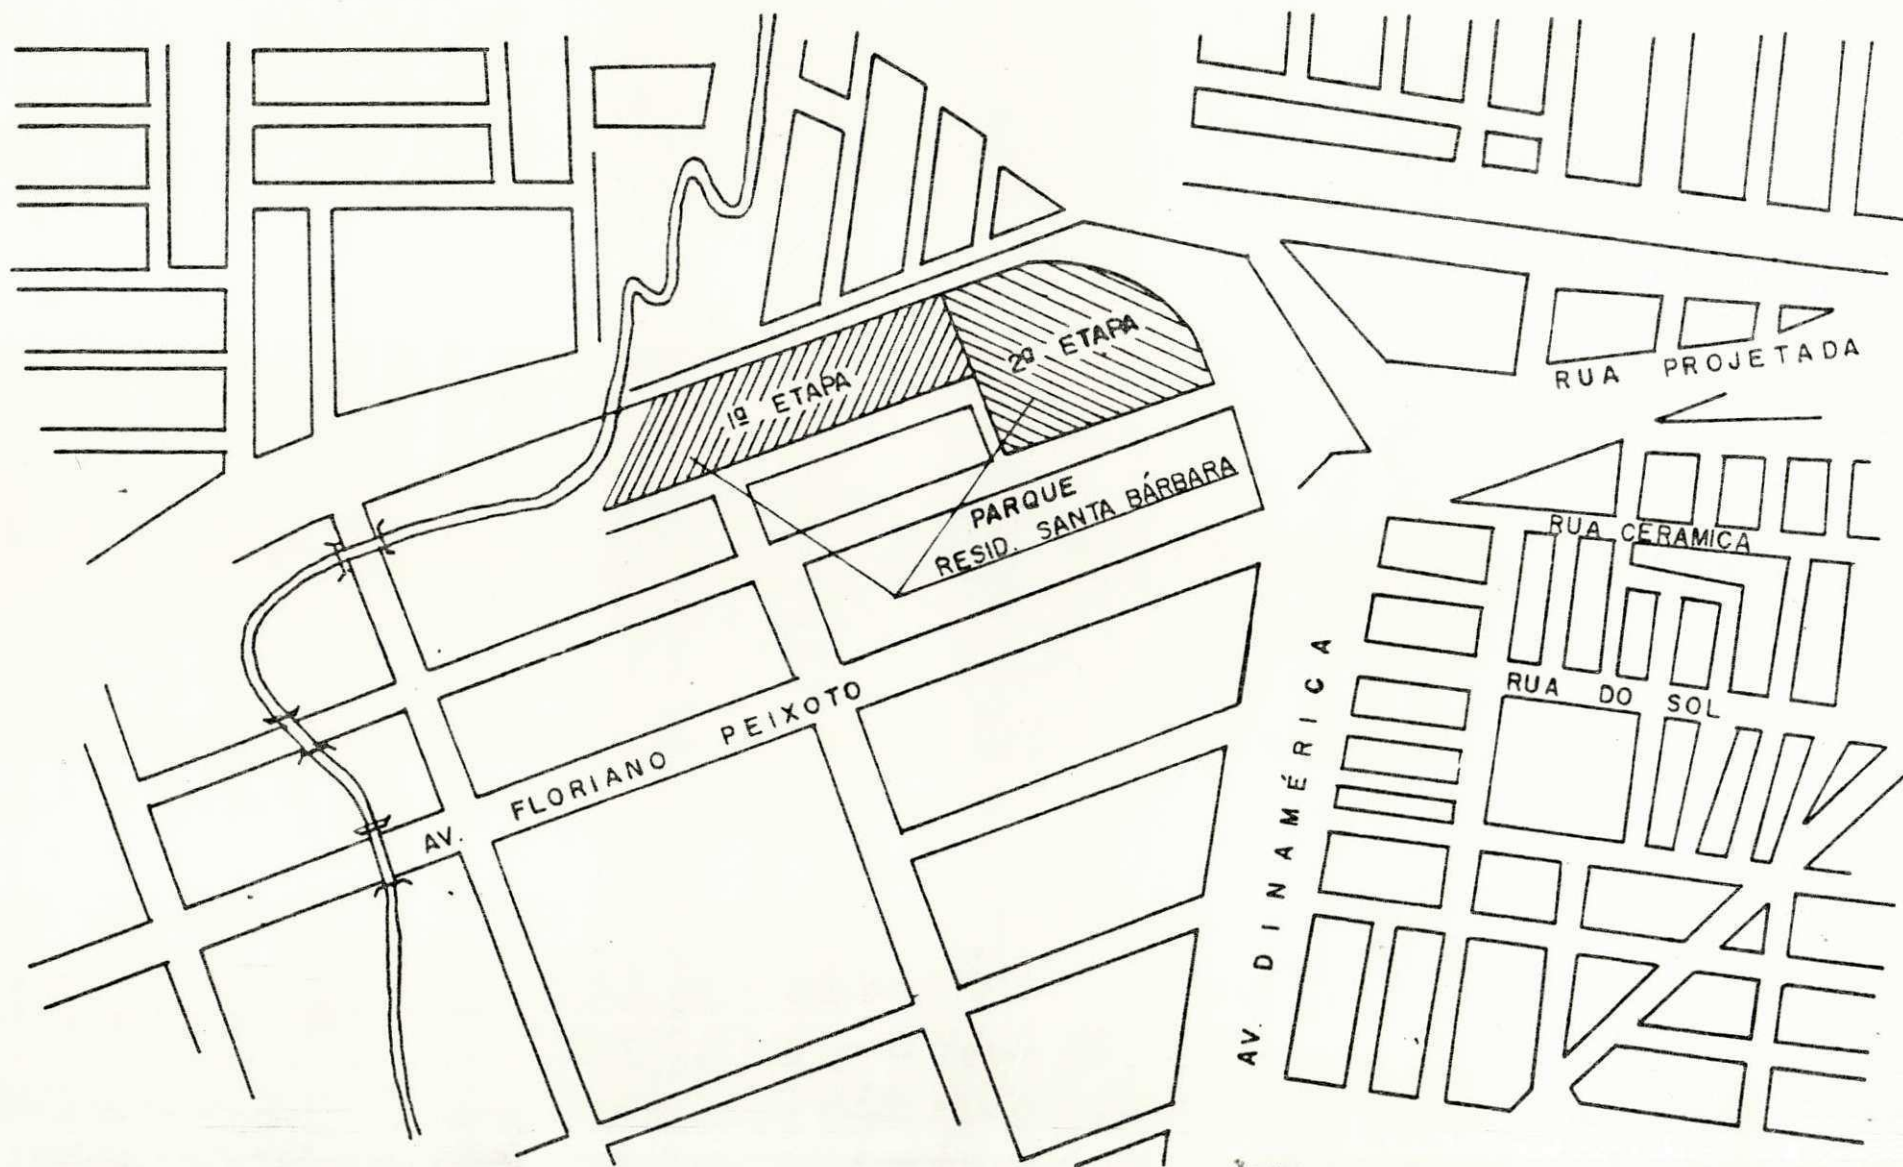 1ª ETAPA
2ª ETAPA
RUA PROJETADA
PARQUE
RESID. SANTA BÁRBARA
RUA CERAMICA
RUA DO SOL
AV. FLORIANO PEIXOTO
AV. DINAMÉRICA